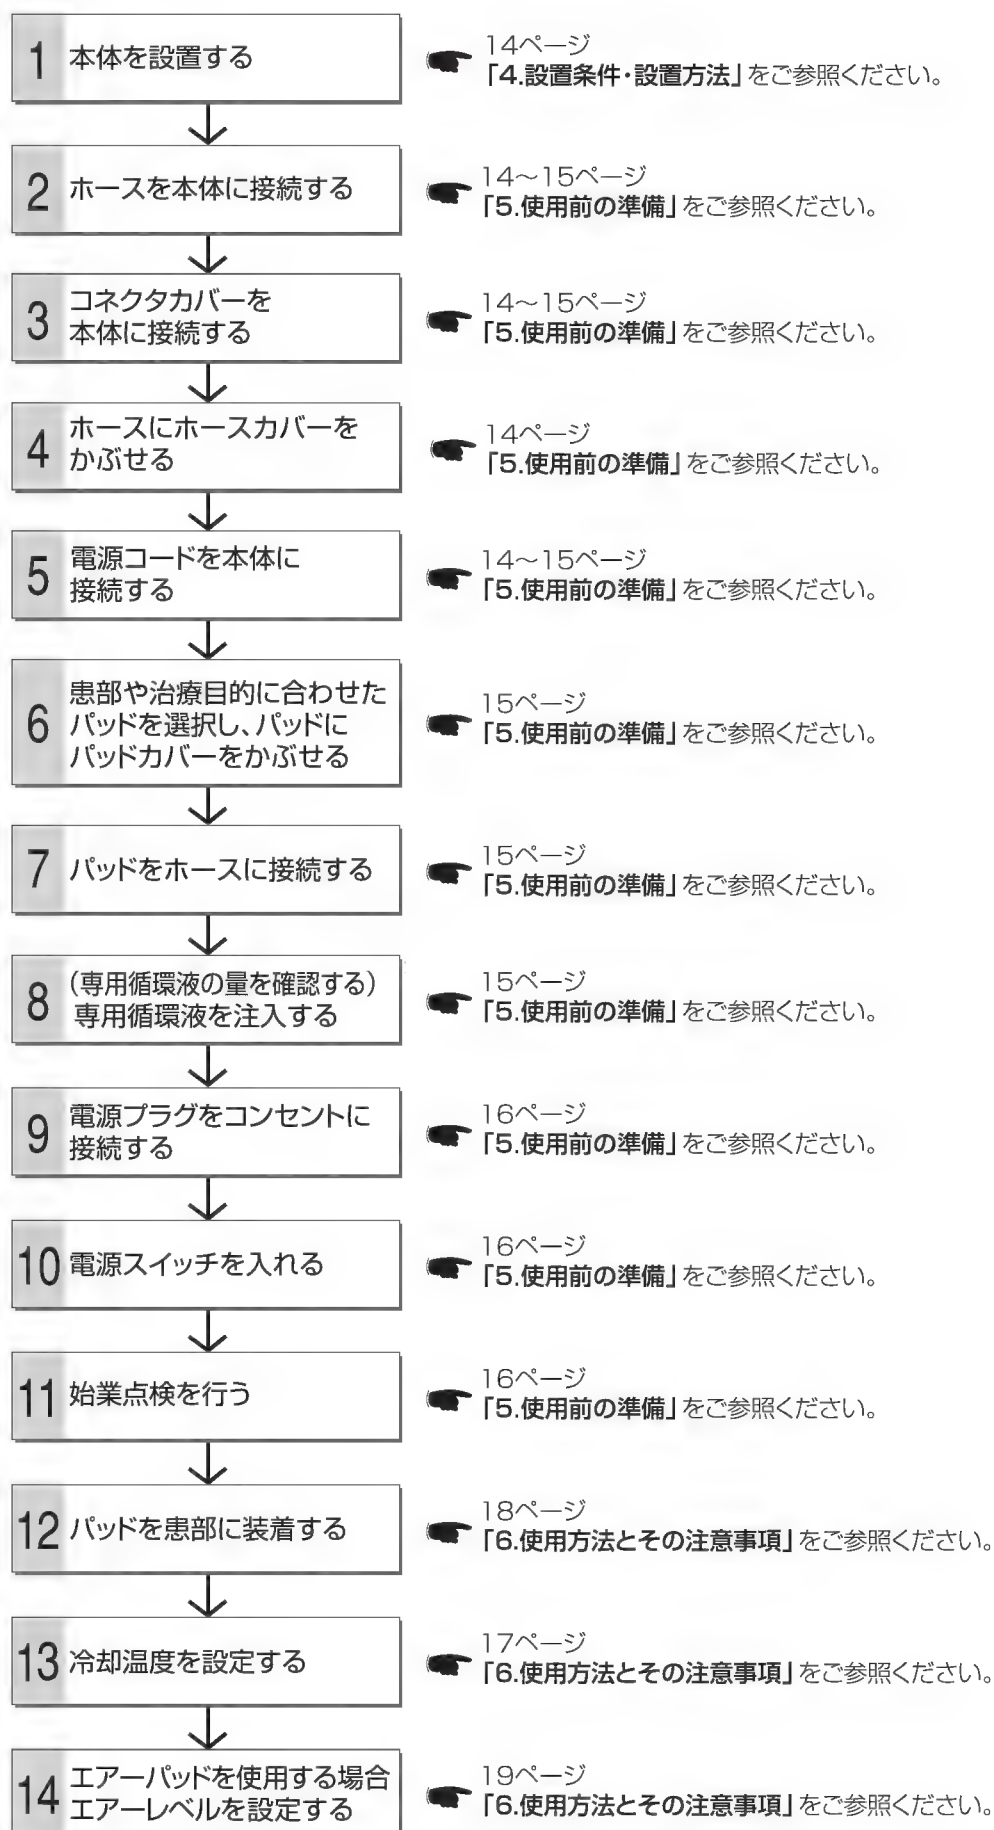 1 本体を設置する
14ページ
「4.設置条件・設置方法」をご参照ください。
2 ホースを本体に接続する
14～15ページ
「5.使用前の準備」をご参照ください。
3 コネクタカバーを
本体に接続する
14～15ページ
「5.使用前の準備」をご参照ください。
4 ホースにホースカバーを
かぶせる
14ページ
「5.使用前の準備」をご参照ください。
5 電源コードを本体に
接続する
14～15ページ
「5.使用前の準備」をご参照ください。
6 患部や治療目的に合わせた
パッドを選択し、パッドに
パッドカバーをかぶせる
15ページ
「5.使用前の準備」をご参照ください。
7 パッドをホースに接続する
15ページ
「5.使用前の準備」をご参照ください。
8 (専用循環液の量を確認する)
専用循環液を注入する
15ページ
「5.使用前の準備」をご参照ください。
9 電源プラグをコンセントに
接続する
16ページ
「5.使用前の準備」をご参照ください。
10 電源スイッチを入れる
16ページ
「5.使用前の準備」をご参照ください。
11 始業点検を行う
16ページ
「5.使用前の準備」をご参照ください。
12 パッドを患部に装着する
18ページ
「6.使用方法とその注意事項」をご参照ください。
13 冷却温度を設定する
17ページ
「6.使用方法とその注意事項」をご参照ください。
14 エアーパッドを使用する場合
エアーレベルを設定する
19ページ
「6.使用方法とその注意事項」をご参照ください。